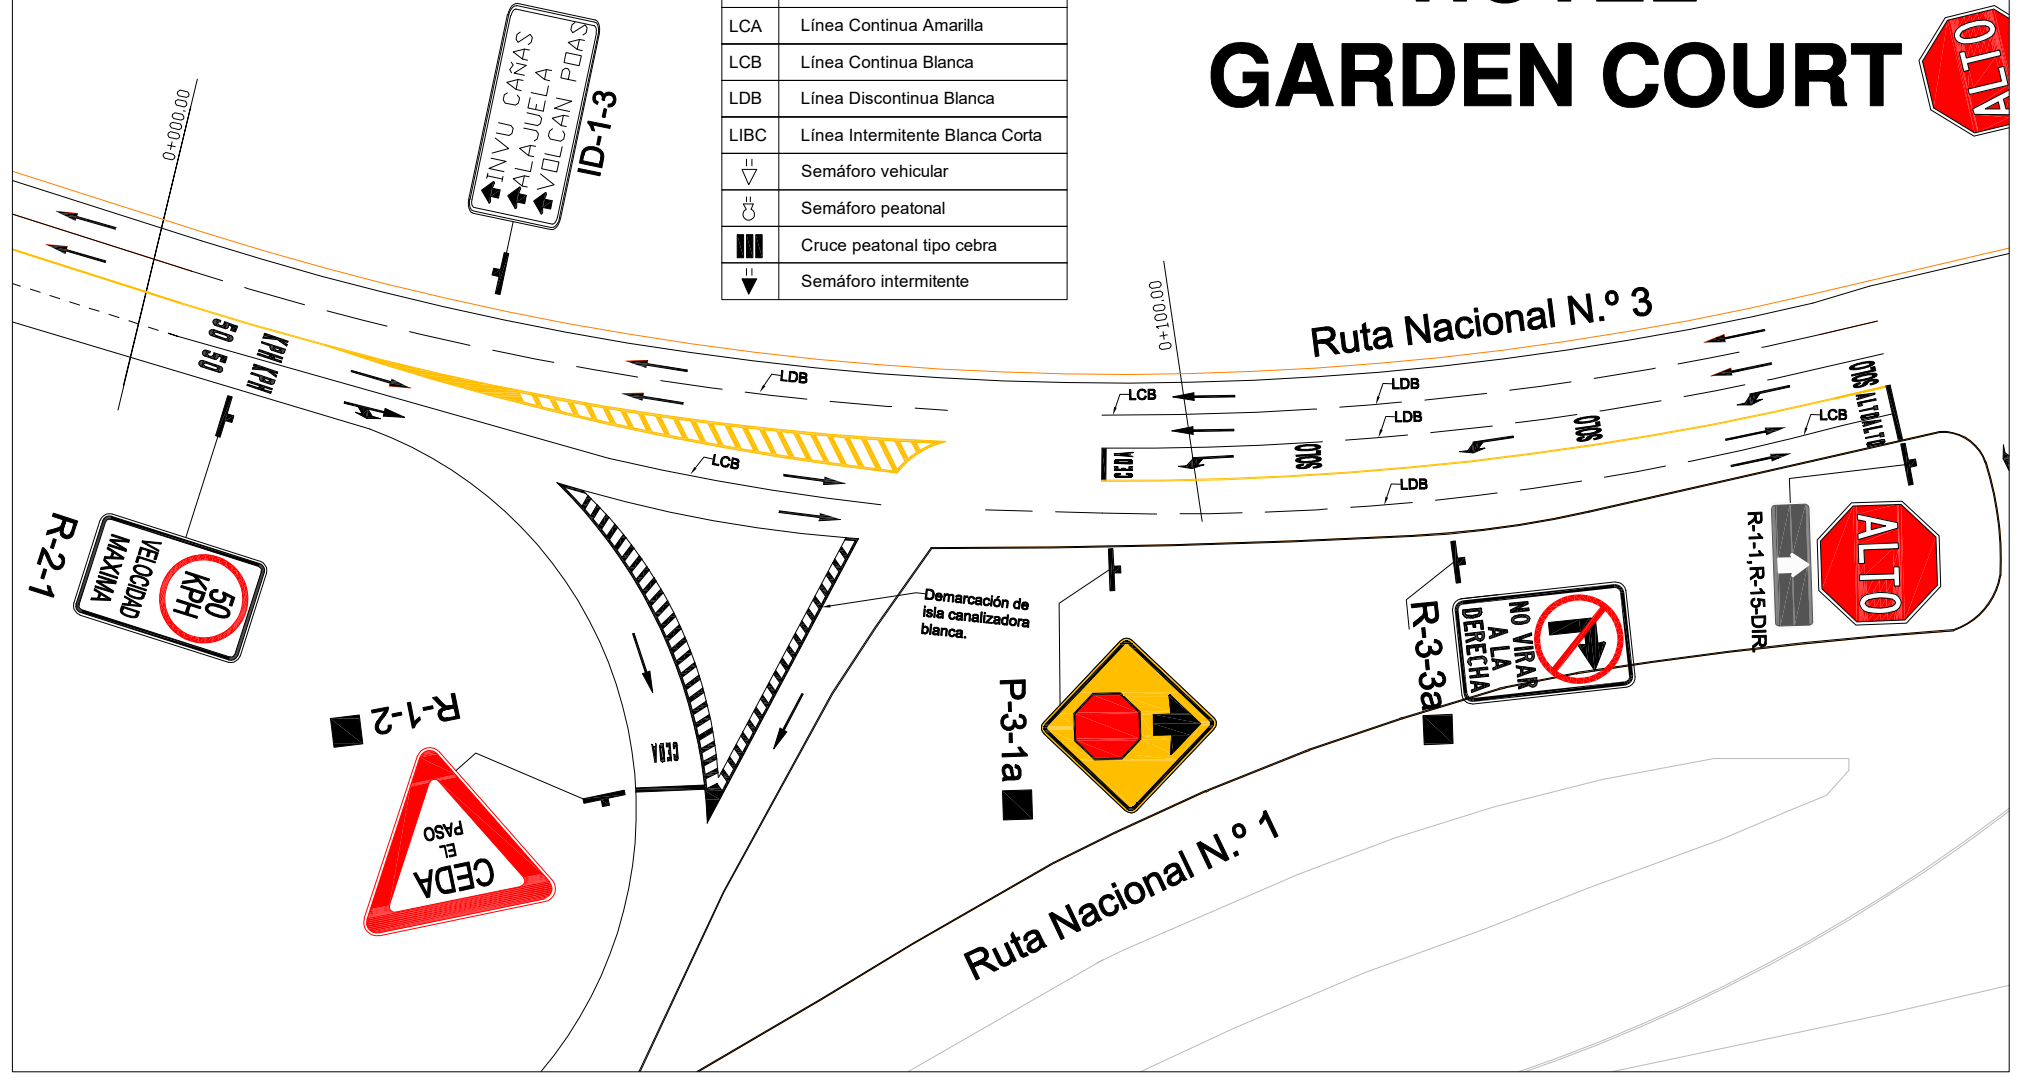 GARDEN COURT
ALTO
LCA Línea Continua Amarilla
LCB Línea Continua Blanca
LDB Línea Discontinua Blanca
LIBC Línea Intermitente Blanca Corta
Semáforo vehicular
Semáforo peatonal
Cruce peatonal tipo cebra
Semáforo intermitente
INVU CAÑAS
ALAJUELA
VOLCAN POAS
ID-1-3
0+000.00
0+100.00
Ruta Nacional N.º 3
50 50
KPH KPH
LDB
LCB
LDB
LDB
LCB
LCB
LDB
CEDA
SOLO
SOLO
SOLO
ALTO ALTO
R-2-1
VELOCIDAD
MAXIMA
50
KPH
R-1-2
CEDA
EL
PASO
CEDA
Demarcación de
isla canalizadora
blanca.
P-3-1a
R-3-3a
NO VIRAR
A LA
DERECHA
R-1-1,R-15-DIR
ALTO
Ruta Nacional N.º 1